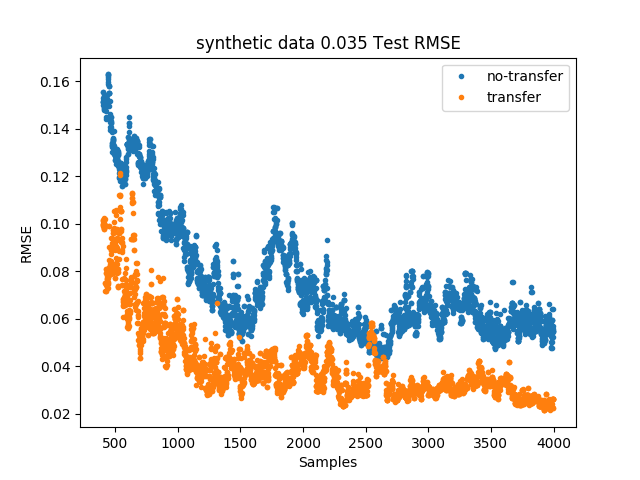 synthetic data 0.035 Test RMSE
no-transfer
transfer
RMSE
0.16
0.14
0.12
0.10
0.08
0.06
0.04
0.02
500 1000 1500 2000 2500 3000 3500 4000
Samples